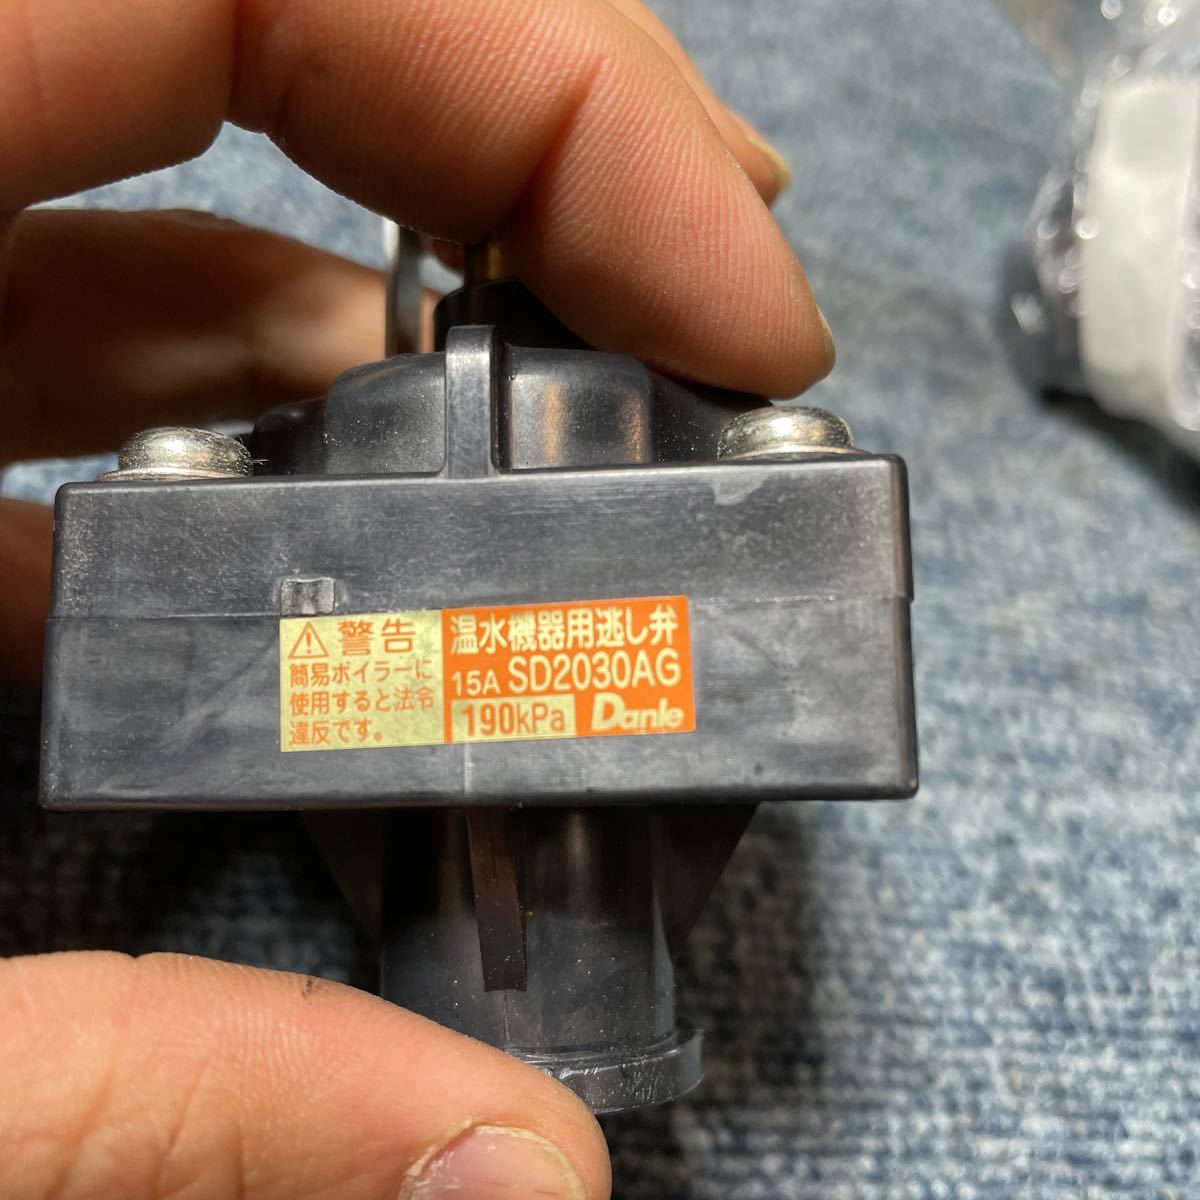 警告
簡易ボイラーに
使用すると法令
違反です。
温水機器用逃し弁
15A SD2030AG
190kPa Danle